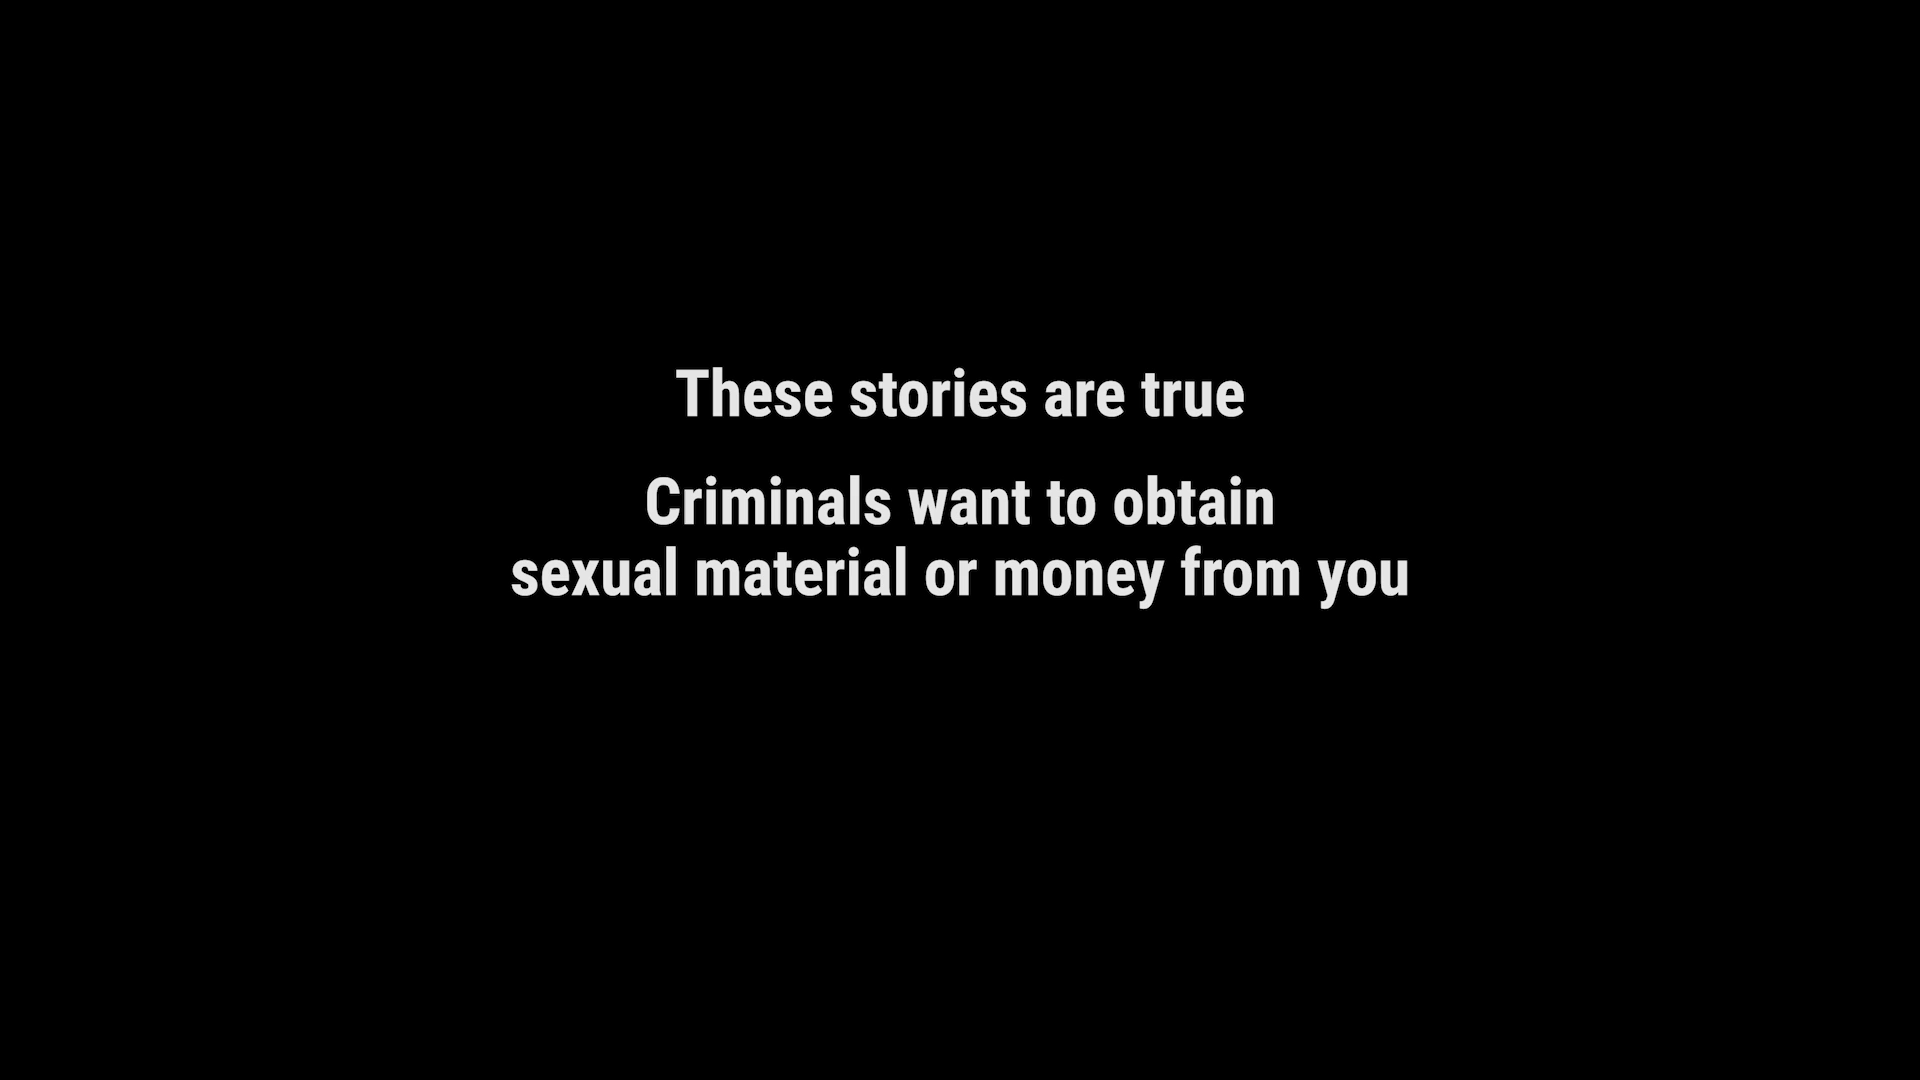 These stories are true
Criminals want to obtain
sexual material or money from you